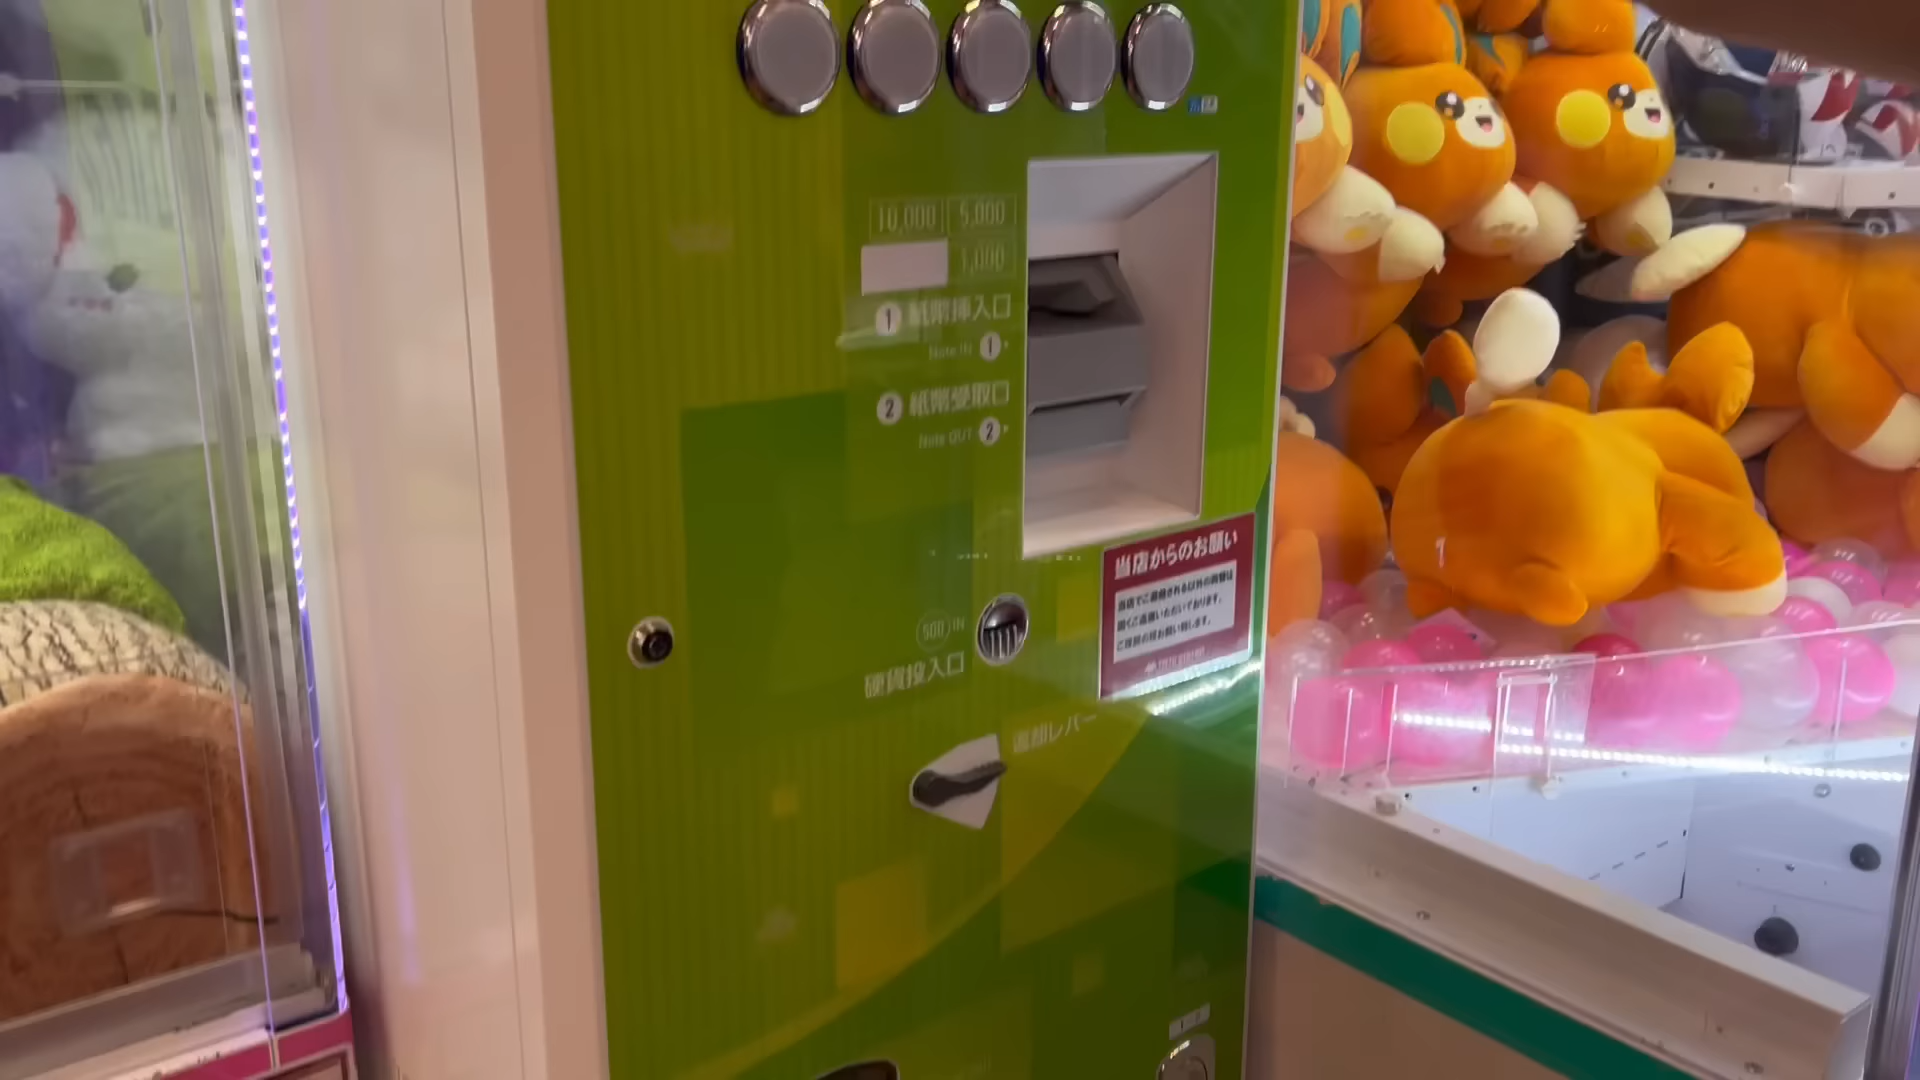 10,000 5,000
1,000
1 紙幣挿入口
Note IN 1
2 紙幣受取口
Note OUT 2
当店からのお願い
500 IN
硬貨投入口
返却レバー